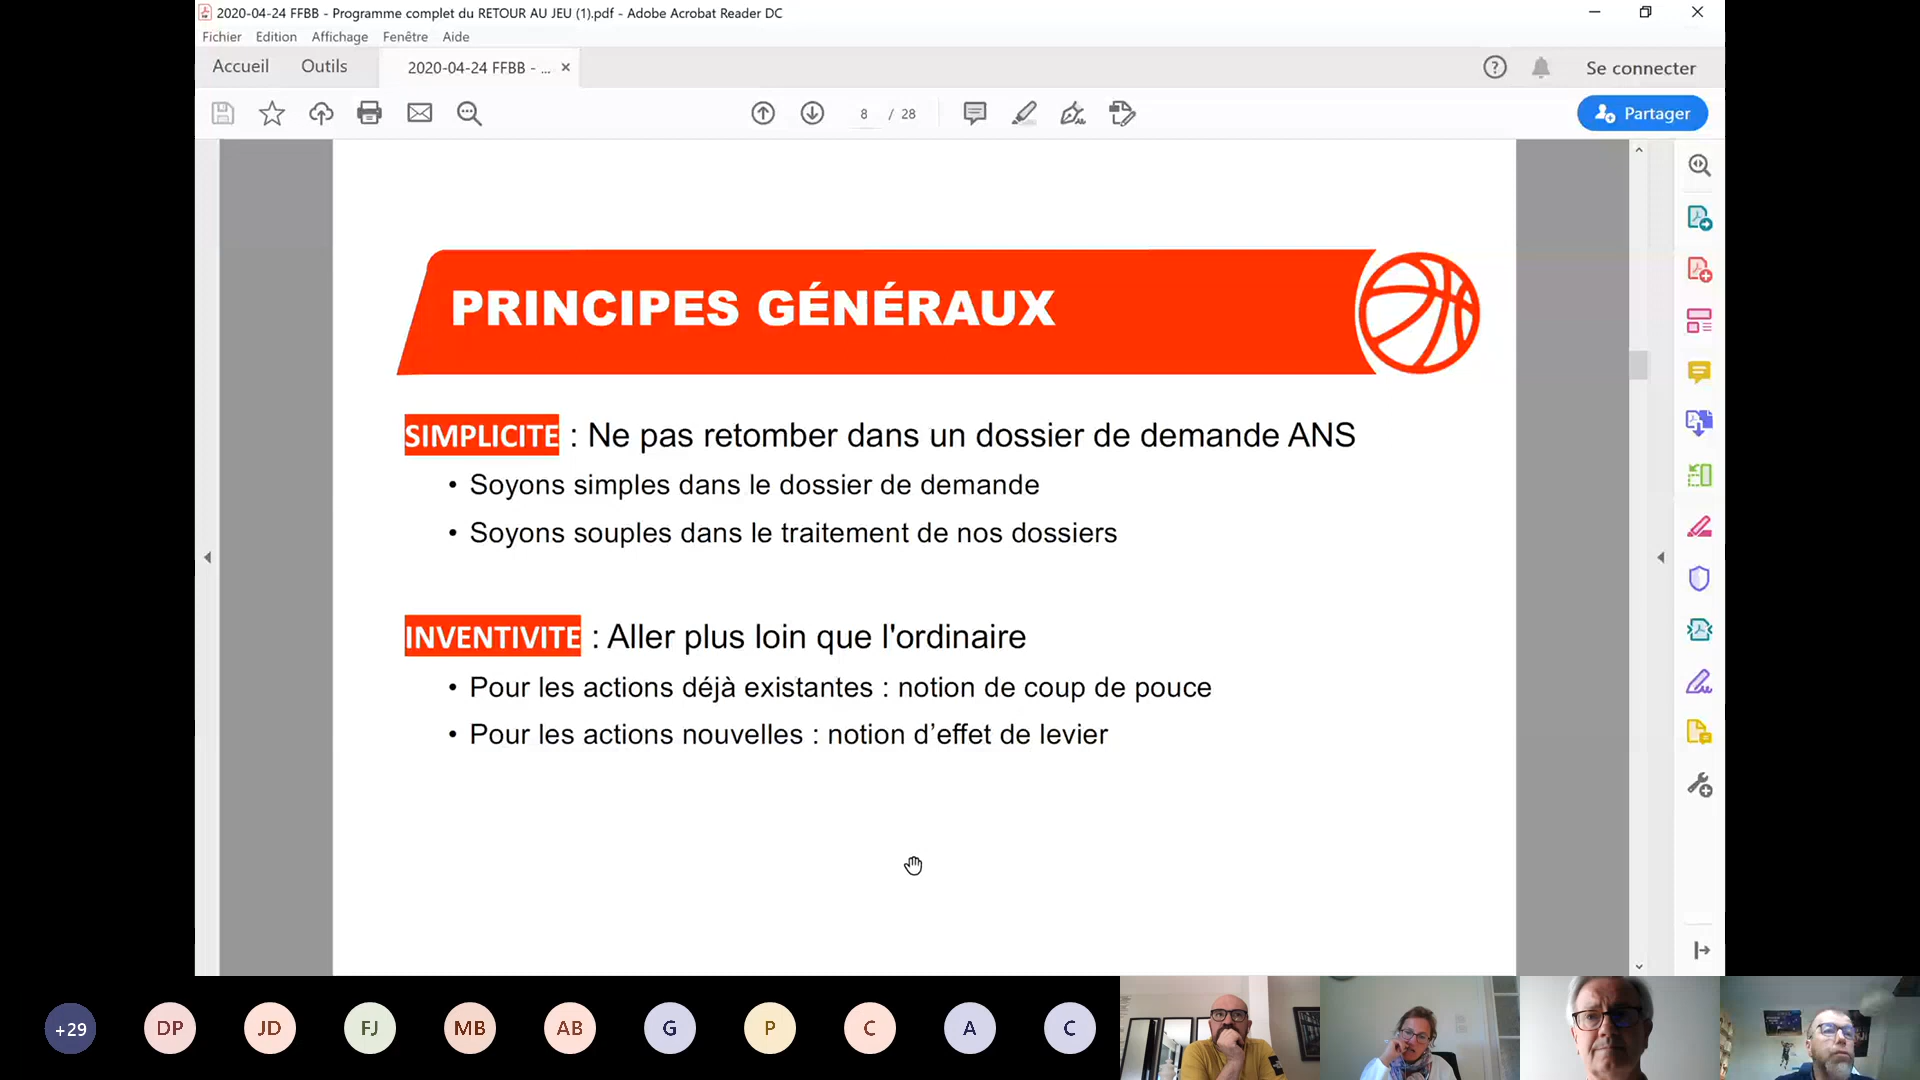 2020-04-24 FFBB - Programme complet du RETOUR AU JEU (1).pdf - Adobe Acrobat Reader DC
Fichier Edition Affichage Fenêtre Aide
Accueil Outils 2020-04-24 FFBB - ... × Se connecter
8 / 28 Partager
PRINCIPES GÉNÉRAUX
SIMPLICITE : Ne pas retomber dans un dossier de demande ANS
• Soyons simples dans le dossier de demande
• Soyons souples dans le traitement de nos dossiers
INVENTIVITE : Aller plus loin que l'ordinaire
• Pour les actions déjà existantes : notion de coup de pouce
• Pour les actions nouvelles : notion d’effet de levier
+29 DP JD FJ MB AB G P C A C